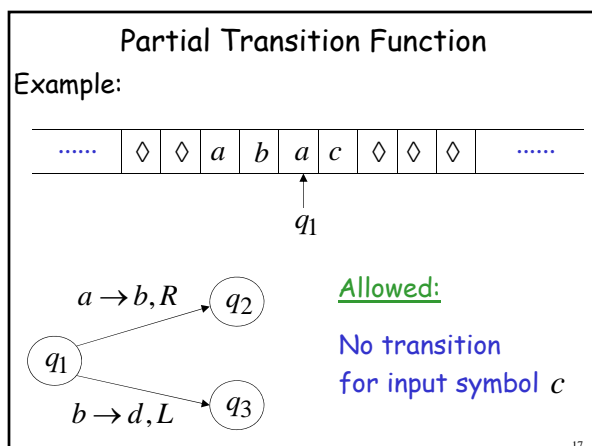 Partial Transition Function
Example:
...... ◊ ◊ a b a c ◊ ◊ ◊ ......
q1
a → b, R q2
Allowed:
No transition
q1
for input symbol c
q3
b → d, L
17